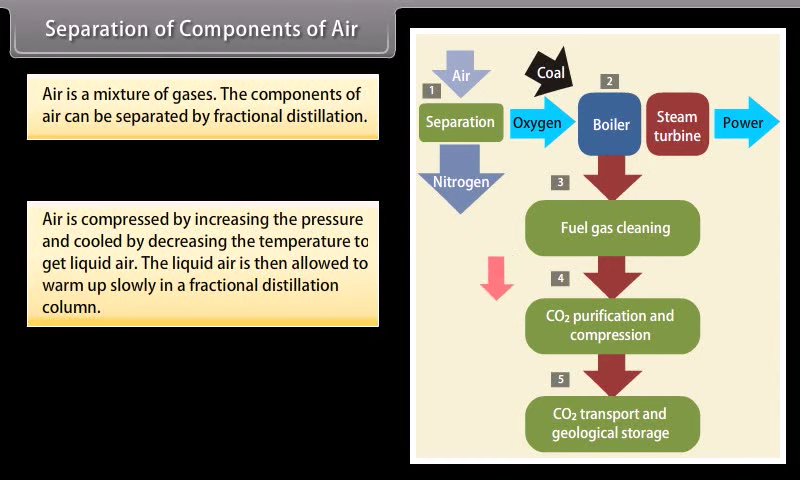 Separation of Components of Air
Air is a mixture of gases. The components of
air can be separated by fractional distillation.
Air is compressed by increasing the pressure
and cooled by decreasing the temperature to
get liquid air. The liquid air is then allowed to
warm up slowly in a fractional distillation
column.
Air
Coal
1
2
Separation
Oxygen
Boiler
Steam
turbine
Power
Nitrogen
3
Fuel gas cleaning
4
CO₂ purification and
compression
5
CO₂ transport and
geological storage